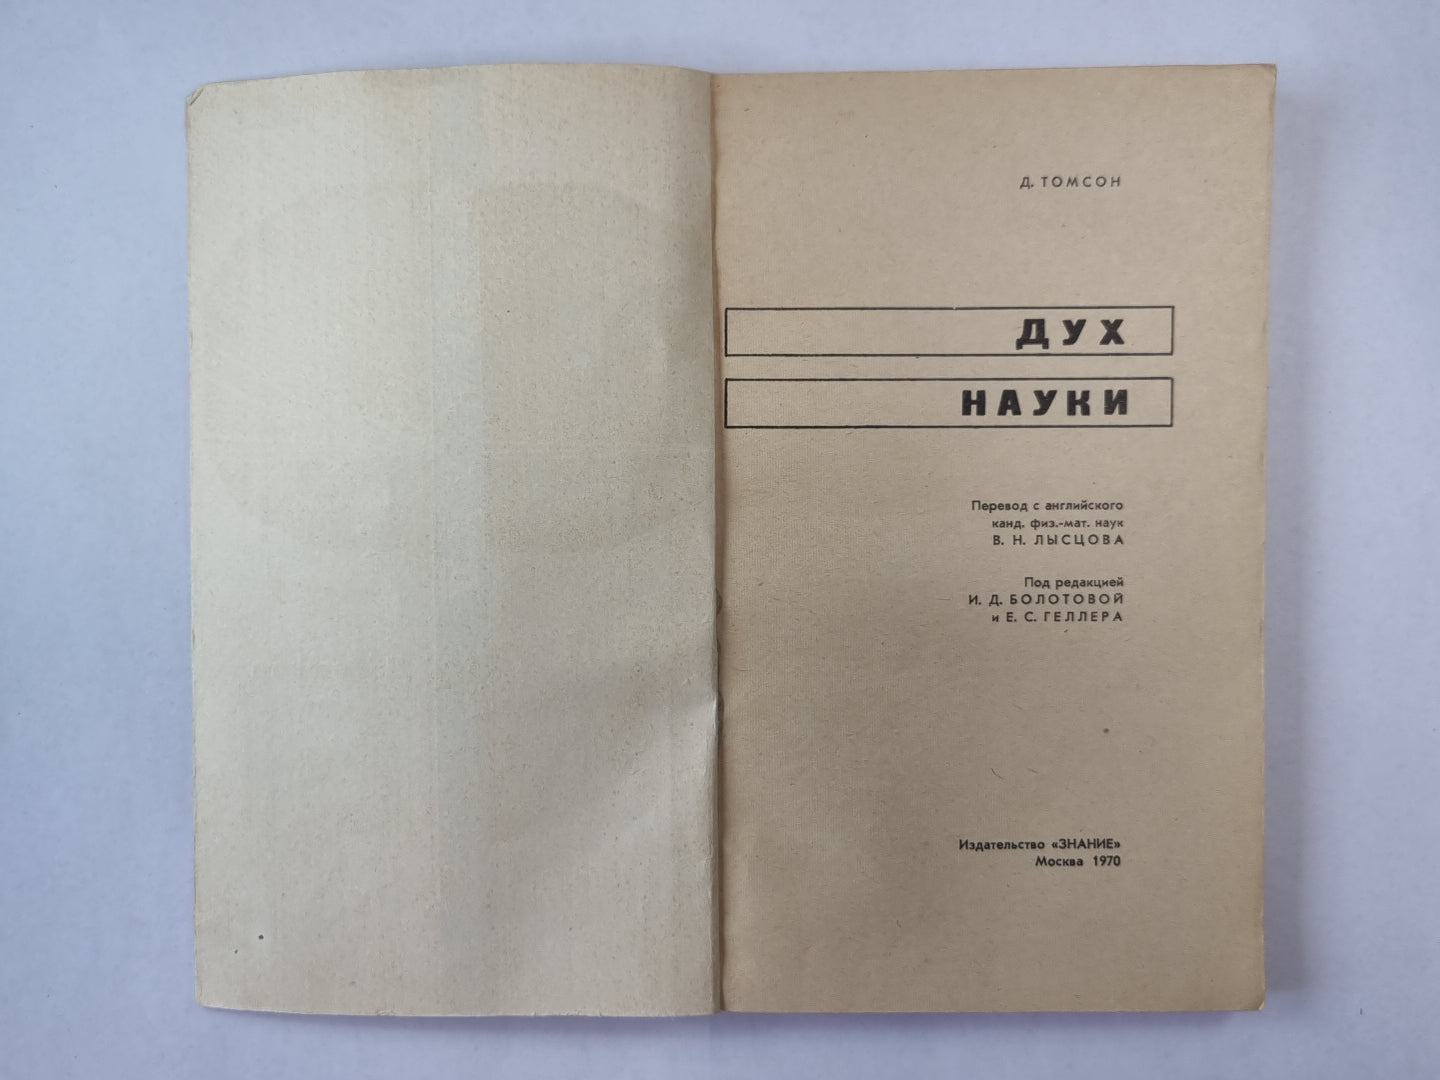 Д. ТОМСОН
ДУХ
НАУКИ
Перевод с английского
канд. физ.-мат. наук
В. Н. ЛЫСЦОВА
Под редакцией
И. Д. БОЛОТОВОЙ
и Е. С. ГЕЛЛЕРА
Издательство «ЗНАНИЕ»
Москва 1970